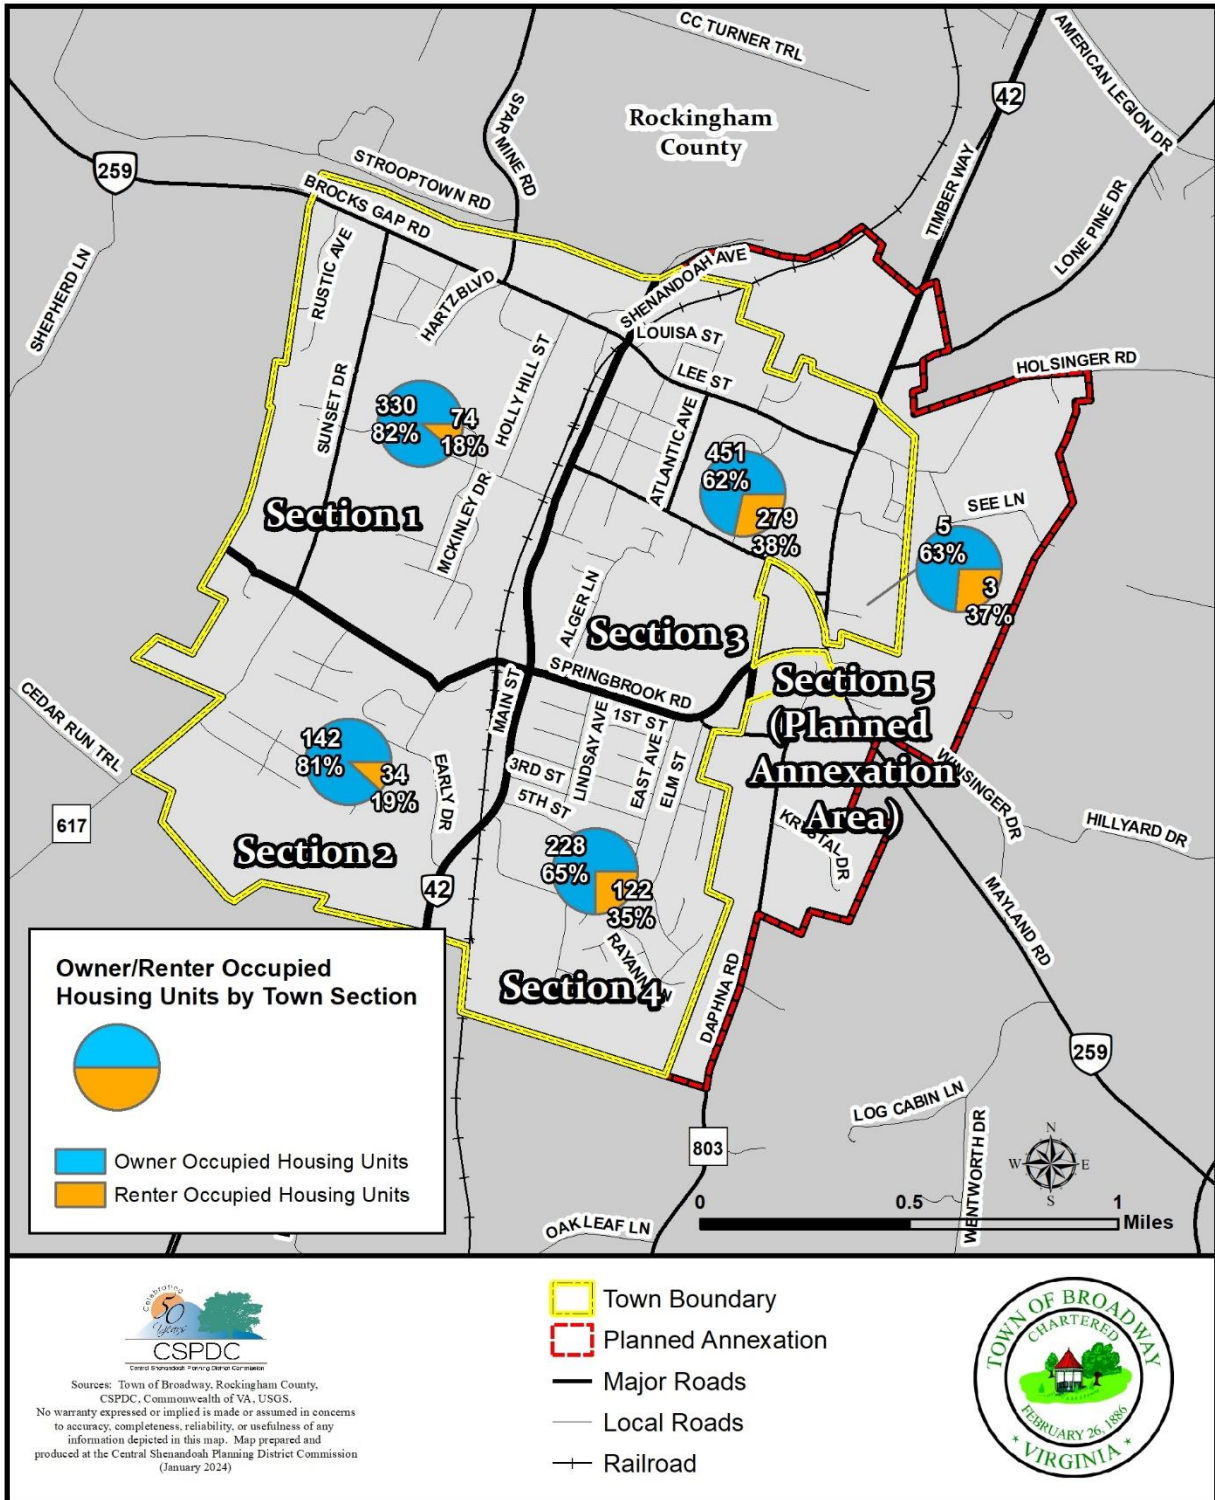 CC TURNER TRL
AMERICAN LEGION DR
42
Rockingham
County
SPAR MINE RD
TIMBER WAY
259
STROOPTOWN RD
BROCKS GAP RD
LONE PINE DR
SHEPHERD LN
RUSTIC AVE
HARTZ BLVD
SHENANDOAH AVE
LOUISA ST
HOLSINGER RD
LEE ST
SUNSET DR
HOLLY HILL ST
ATLANTIC AVE
330
82%
74
18%
451
62%
279
38%
SEE LN
5
63%
3
37%
Section 1
MCKINLEY DR
ALGER LN
Section 3
SPRINGBROOK RD
Section 5
(Planned
Annexation
Area)
CEDAR RUN TRL
MAIN ST
1ST ST
LINDSAY AVE
EAST AVE
ELM ST
142
81%
34
19%
EARLY DR
3RD ST
5TH ST
WINSINGER DR
HILLYARD DR
KRYSTAL DR
617
Section 2
228
65%
122
35%
42
MAYLAND RD
Section 4
DAPHNA RD
259
Owner/Renter Occupied
Housing Units by Town Section
Owner Occupied Housing Units
Renter Occupied Housing Units
LOG CABIN LN
WENTWORTH DR
803
OAK LEAF LN
N
W
E
S
0
0.5
1
Miles
Celebrating
50
Years
CSPDC
Central Shenandoah Planning District Commission
Sources: Town of Broadway, Rockingham County,
CSPDC, Commonwealth of VA, USGS.
No warranty expressed or implied is made or assumed in concerns
to accuracy, completeness, reliability, or usefulness of any
information depicted in this map. Map prepared and
produced at the Central Shenandoah Planning District Commission
(January 2024)
Town Boundary
Planned Annexation
Major Roads
Local Roads
Railroad
TOWN OF BROADWAY
CHARTERED
FEBRUARY 26, 1886
* VIRGINIA *